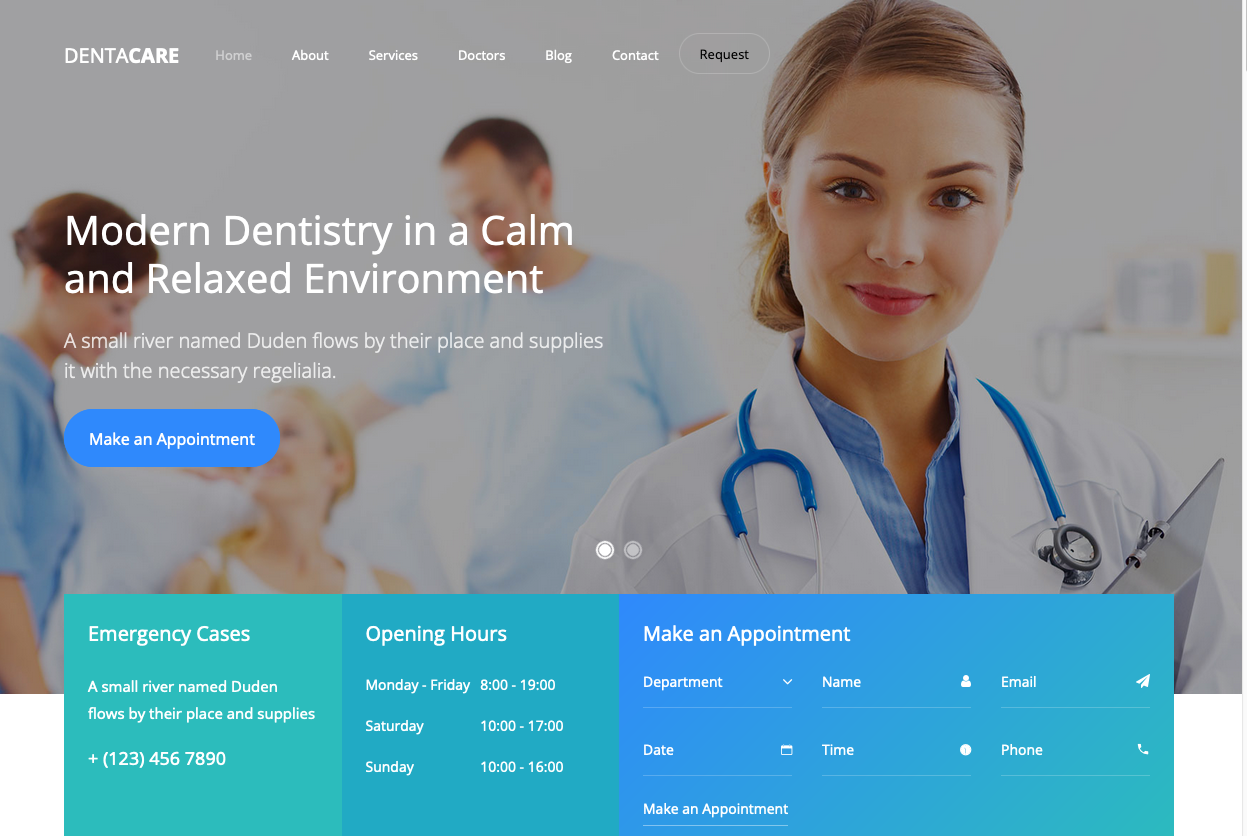 DENTACARE Home About Services Doctors Blog Contact Request
Modern Dentistry in a Calm
and Relaxed Environment
A small river named Duden flows by their place and supplies
it with the necessary regelialia.
Make an Appointment
Emergency Cases
A small river named Duden
flows by their place and supplies
+ (123) 456 7890
Opening Hours
Monday - Friday 8:00 - 19:00
Saturday 10:00 - 17:00
Sunday 10:00 - 16:00
Make an Appointment
Department Name Email
Date Time Phone
Make an Appointment